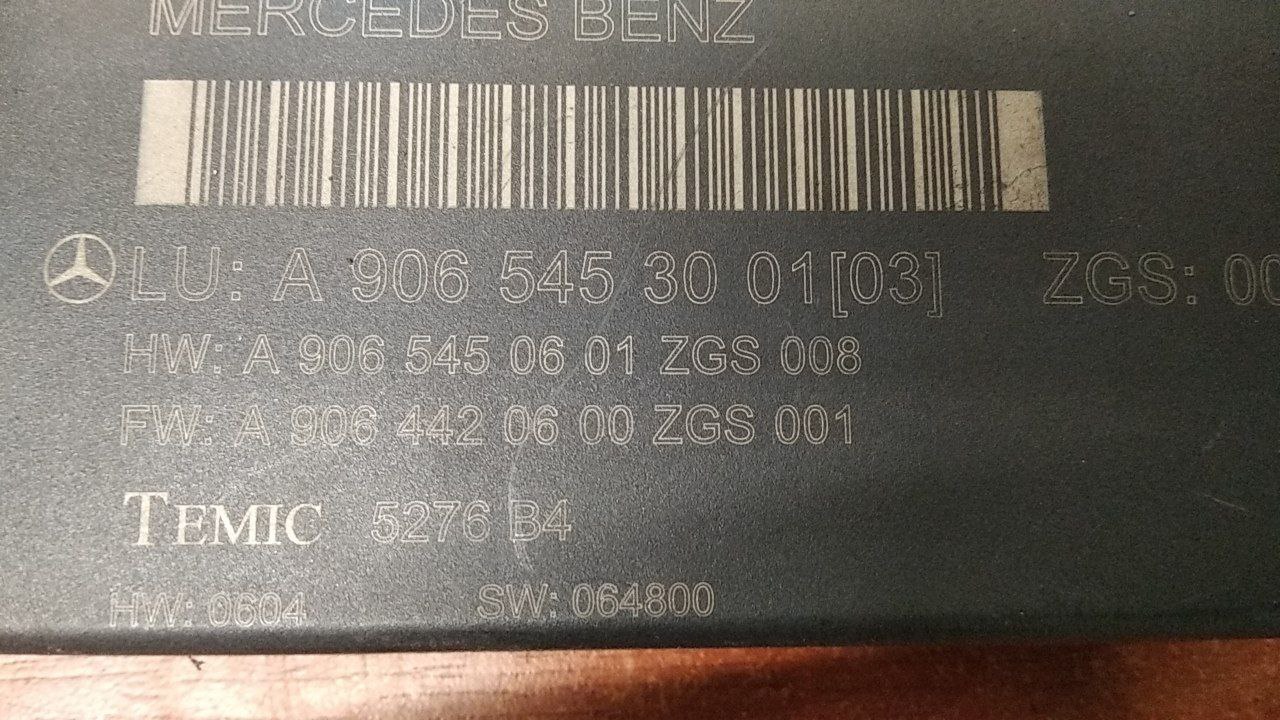 MERCEDES BENZ
LU: A 906 545 30 01[03] ZGS: 00
HW: A 906 545 06 01 ZGS 008
FW: A 906 442 06 00 ZGS 001
TEMIC 5276 B4
HW: 0604 SW: 064800